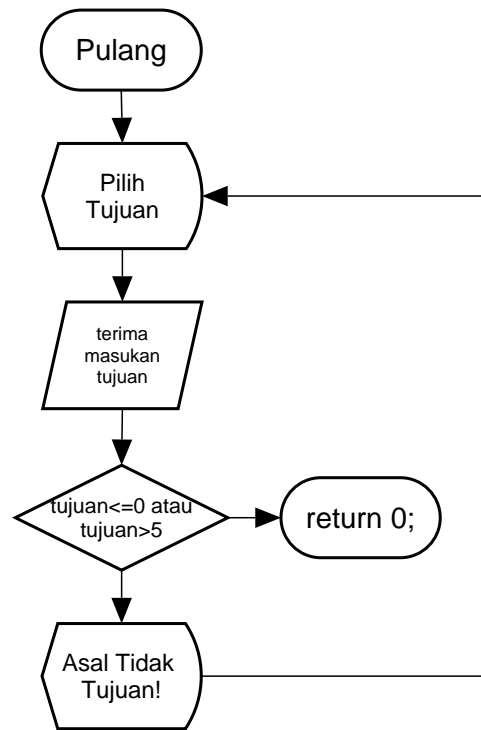 Pulang
Pilih
Tujuan
terima
masukan
tujuan
tujuan<=0 atau
tujuan>5
return 0;
Asal Tidak
Tujuan!